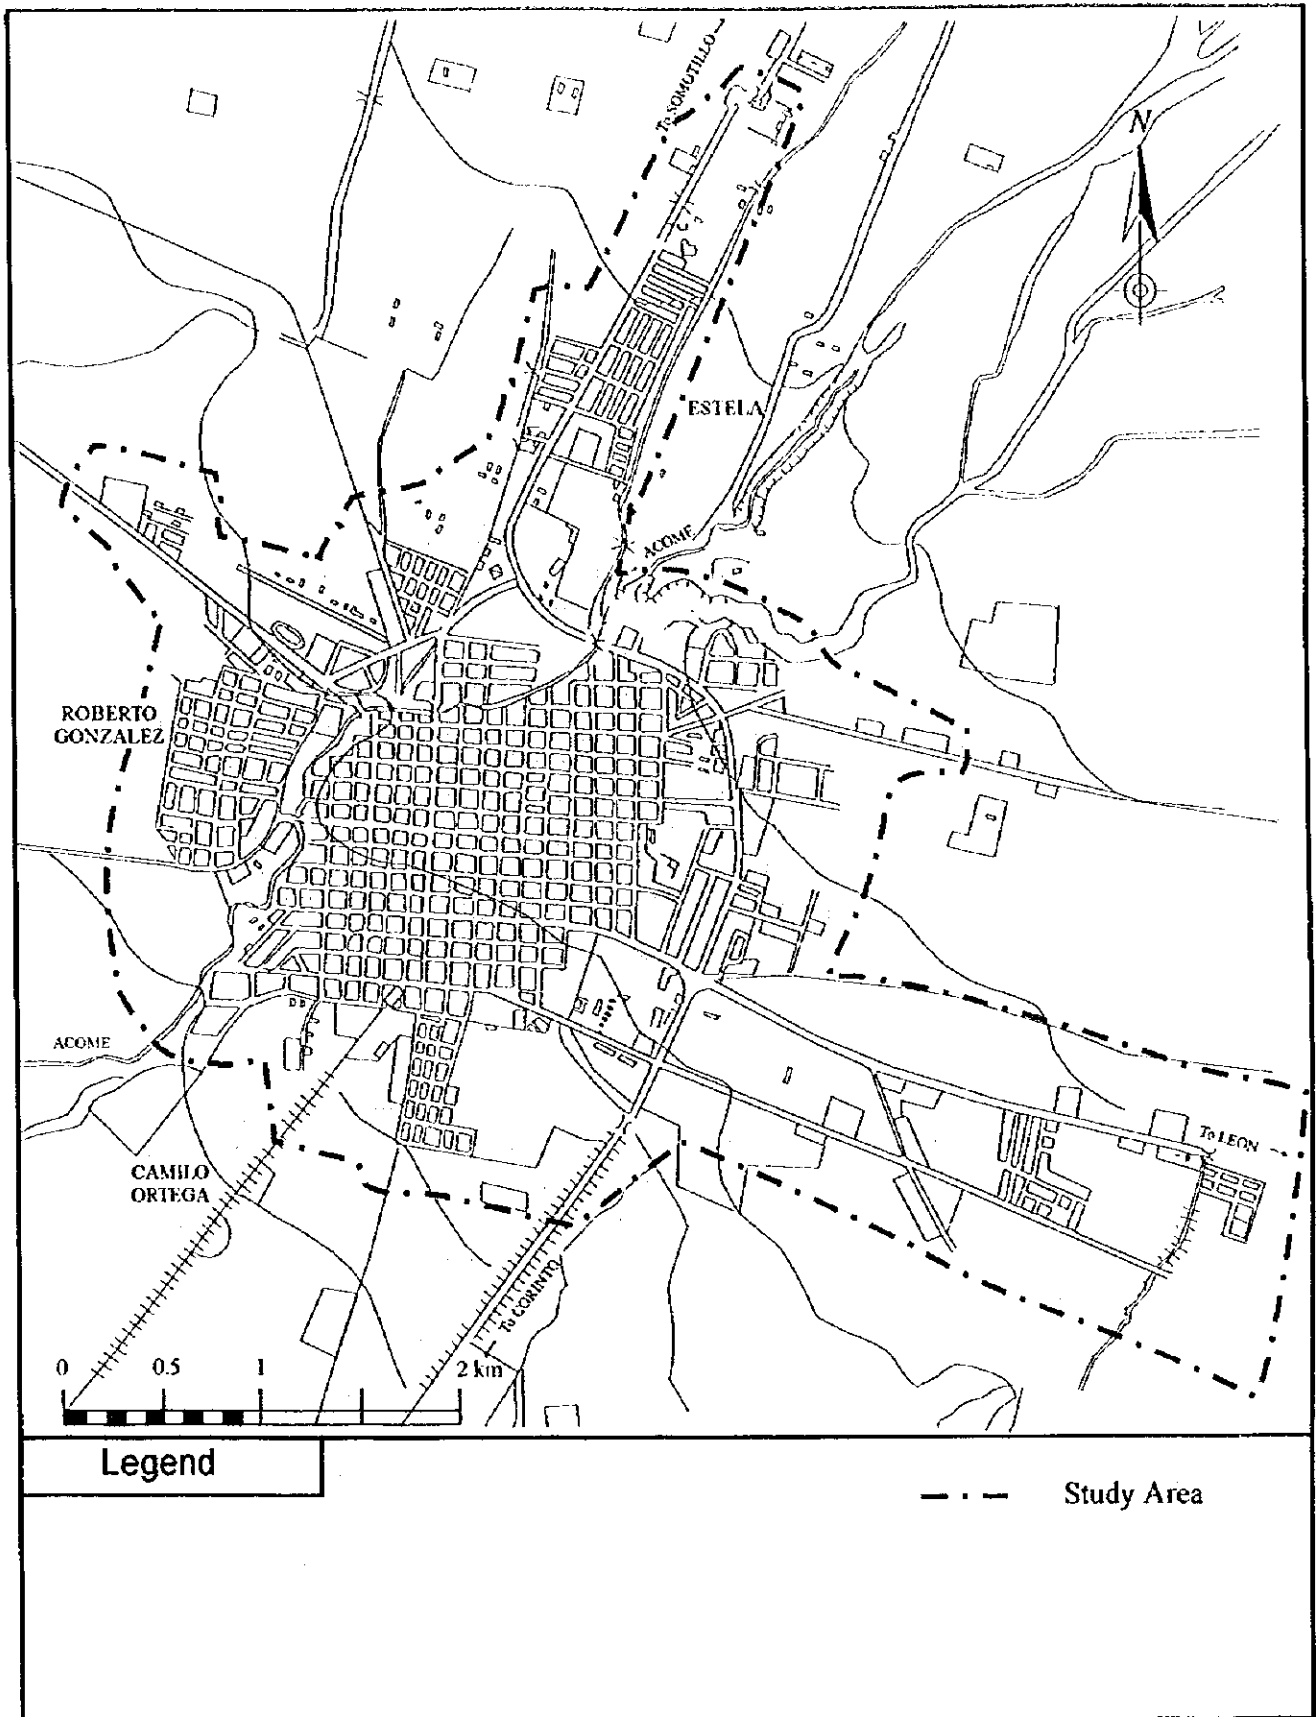 To SOMUTILLO
N
ESTELA
ACOME
ROBERTO
GONZALEZ
ACOME
To LEON
CAMILO
ORTEGA
To CORINTO
0 0.5 1 2 km
Legend
Study Area